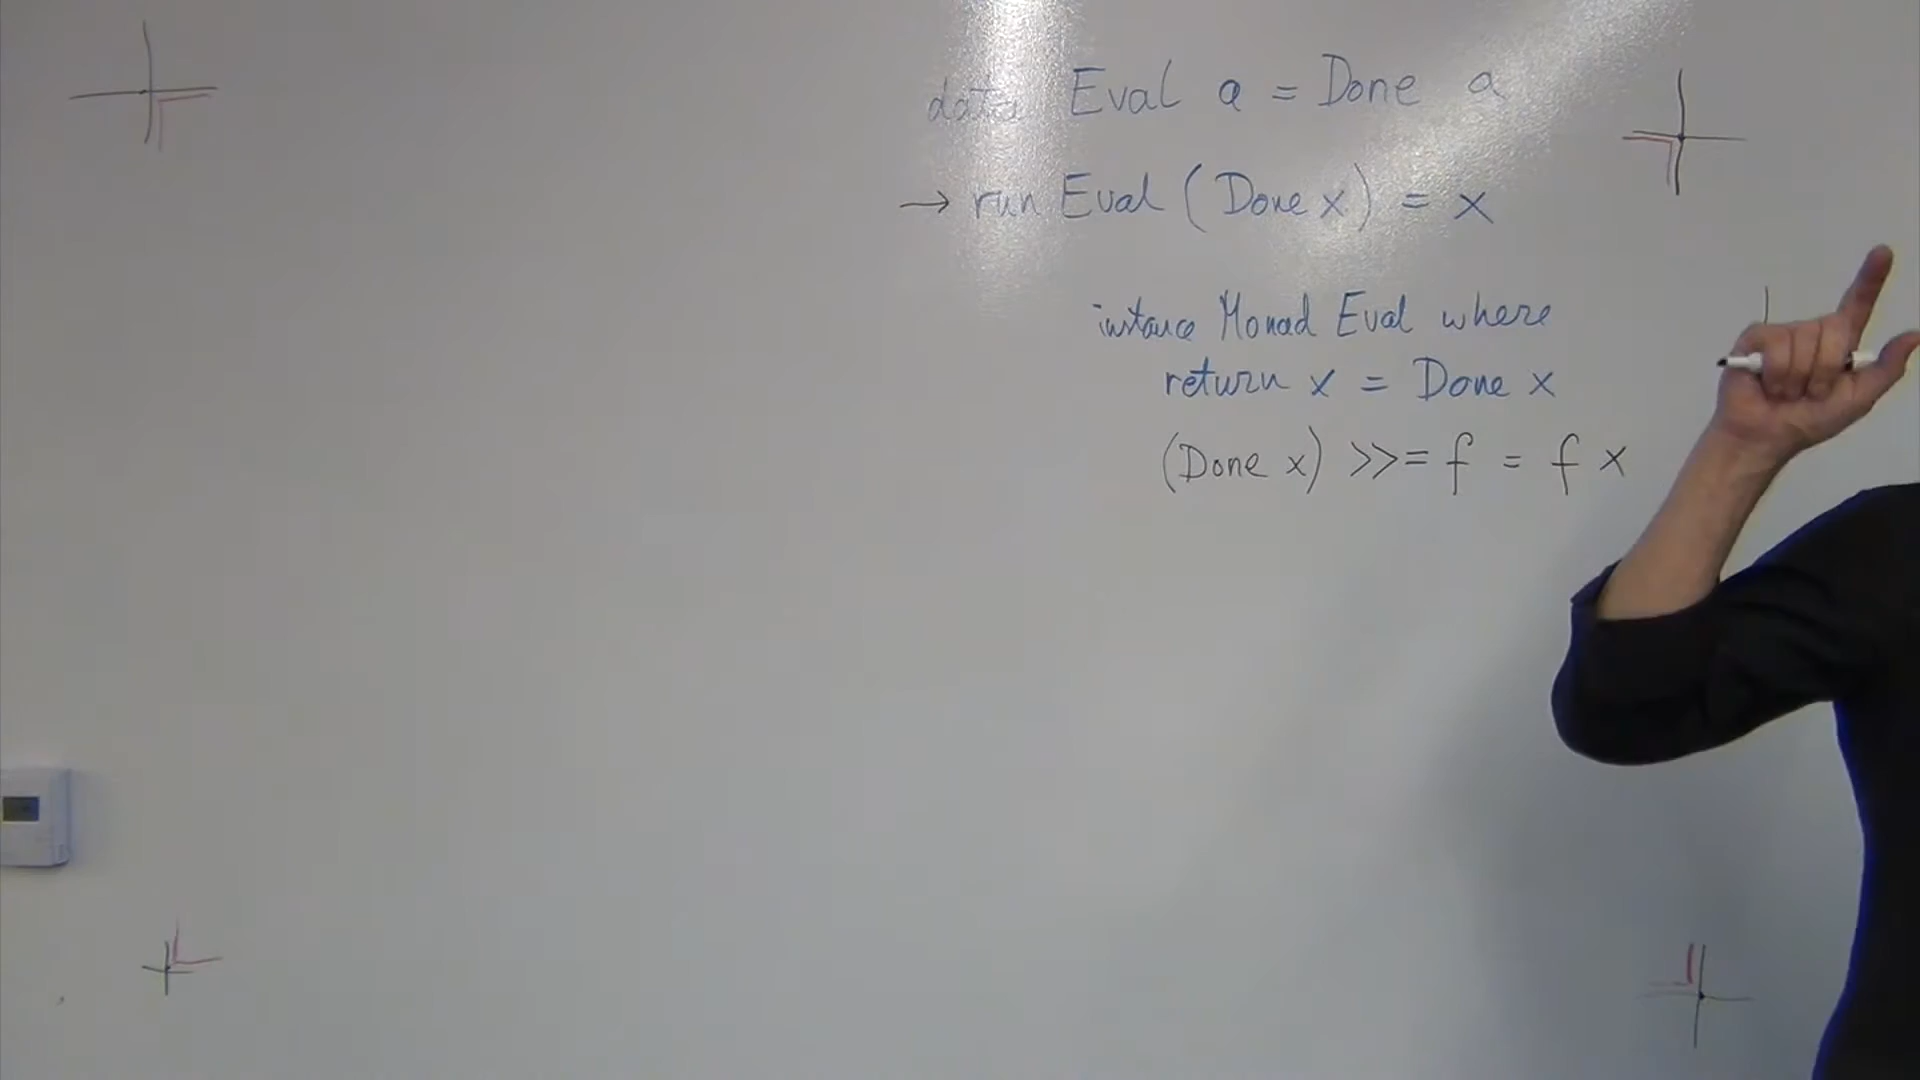 data Eval a = Done a
→ runEval (Done x) = x
instance Monad Eval where
return x = Done x
(Done x) >>= f = f x